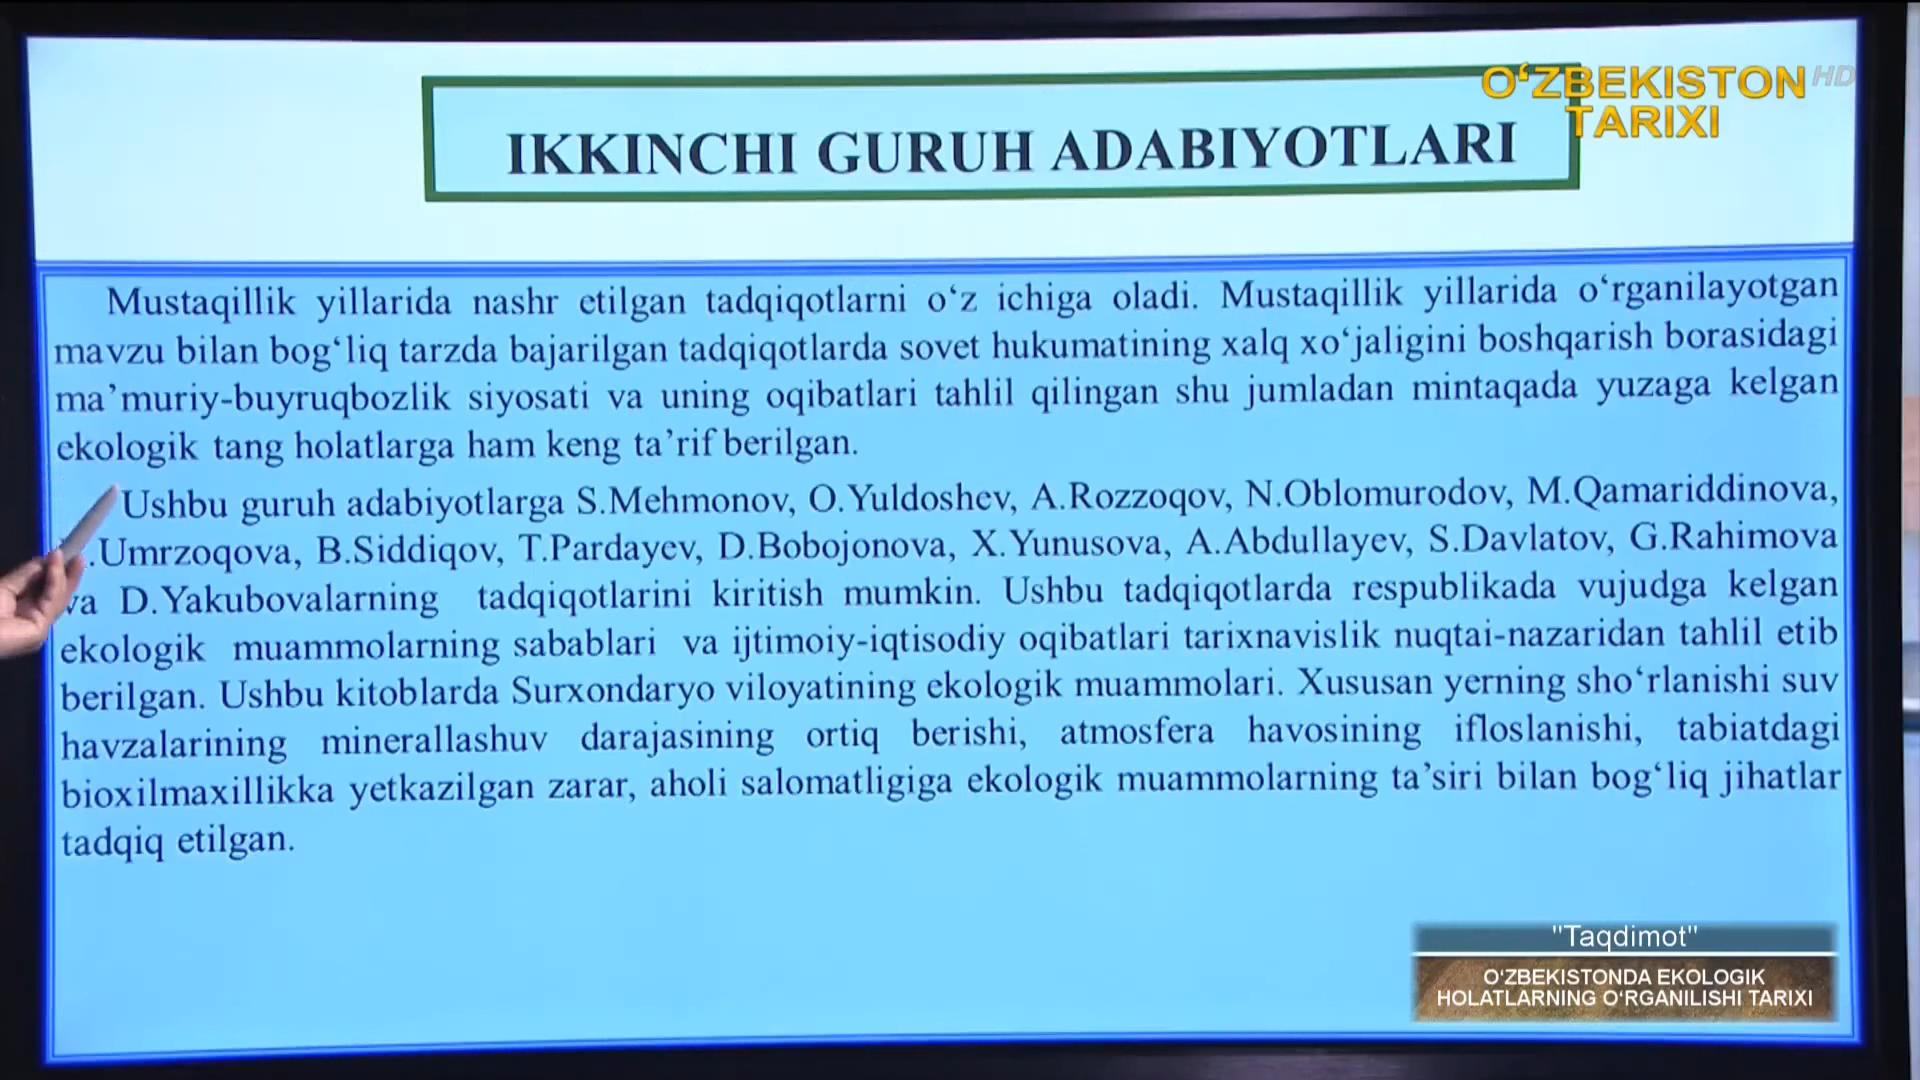 O‘ZBEKISTON HD
TARIXI
IKKINCHI GURUH ADABIYOTLARI
Mustaqillik yillarida nashr etilgan tadqiqotlarni o‘z ichiga oladi. Mustaqillik yillarida o‘rganilayotgan
mavzu bilan bog‘liq tarzda bajarilgan tadqiqotlarda sovet hukumatining xalq xo‘jaligini boshqarish borasidagi
ma’muriy-buyruqbozlik siyosati va uning oqibatlari tahlil qilingan shu jumladan mintaqada yuzaga kelgan
ekologik tang holatlarga ham keng ta’rif berilgan.
Ushbu guruh adabiyotlarga S.Mehmonov, O.Yuldoshev, A.Rozzoqov, N.Oblomurodov, M.Qamariddinova,
.Umrzoqova, B.Siddiqov, T.Pardayev, D.Bobojonova, X.Yunusova, A.Abdullayev, S.Davlatov, G.Rahimova
va D.Yakubovalarning tadqiqotlarini kiritish mumkin. Ushbu tadqiqotlarda respublikada vujudga kelgan
ekologik muammolarning sabablari va ijtimoiy-iqtisodiy oqibatlari tarixnavislik nuqtai-nazaridan tahlil etib
berilgan. Ushbu kitoblarda Surxondaryo viloyatining ekologik muammolari. Xususan yerning sho‘rlanishi suv
havzalarining minerallashuv darajasining ortiq berishi, atmosfera havosining ifloslanishi, tabiatdagi
bioxilmaxillikka yetkazilgan zarar, aholi salomatligiga ekologik muammolarning ta’siri bilan bog‘liq jihatlar
tadqiq etilgan.
"Taqdimot"
O‘ZBEKISTONDA EKOLOGIK
HOLATLARNING O‘RGANILISHI TARIXI